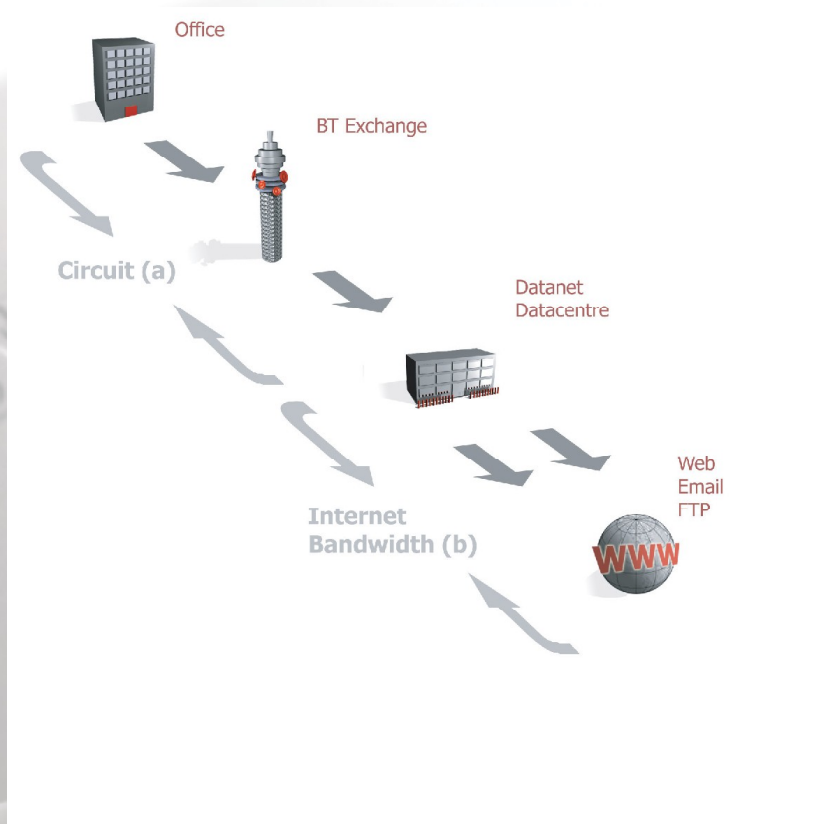 Office
BT Exchange
Circuit (a)
Datanet
Datacentre
Web
Email
FTP
Internet
Bandwidth (b)
WWW